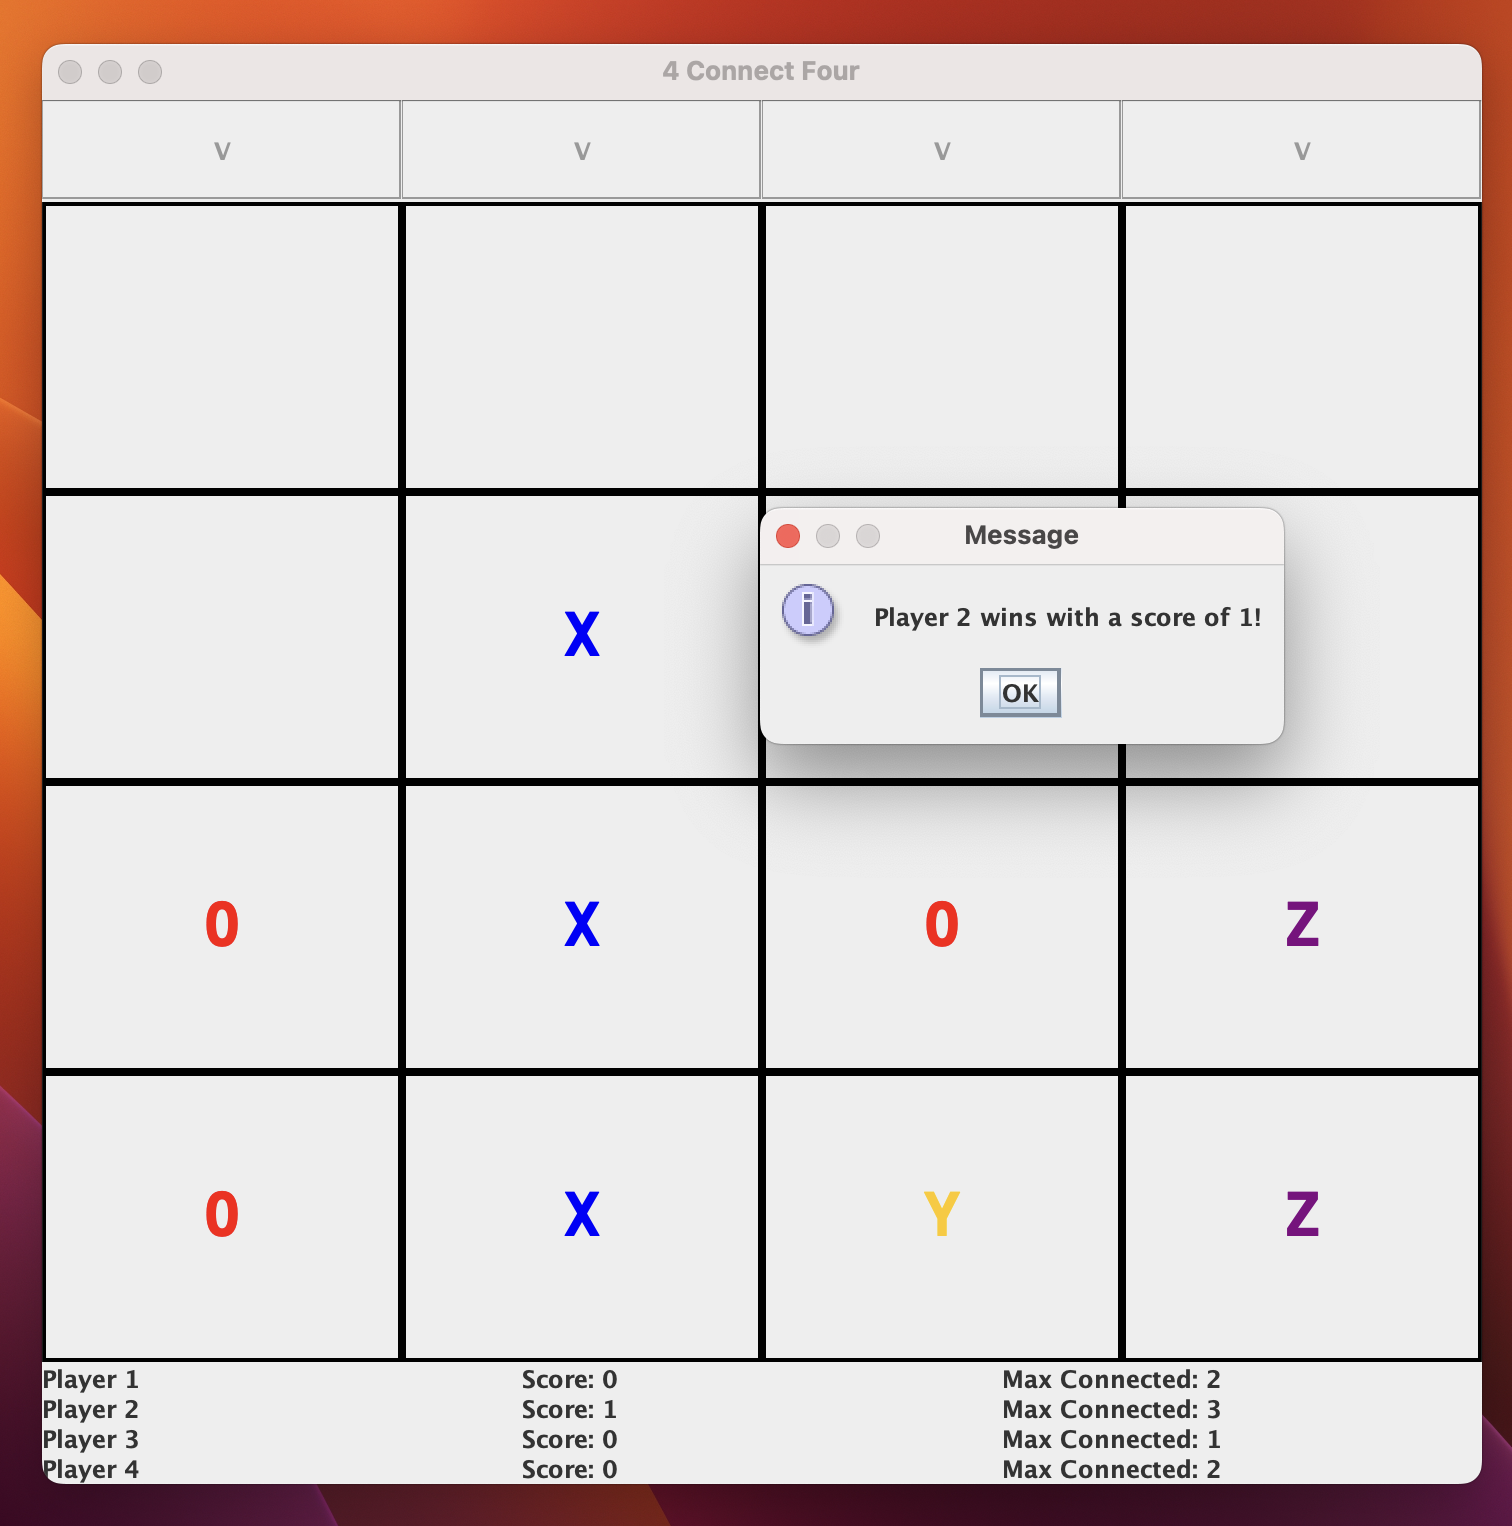 4 Connect Four
v v v v
Message
Player 2 wins with a score of 1!
X
OK
0 X 0 Z
0 X Y Z
Player 1 Score: 0 Max Connected: 2
Player 2 Score: 1 Max Connected: 3
Player 3 Score: 0 Max Connected: 1
Player 4 Score: 0 Max Connected: 2